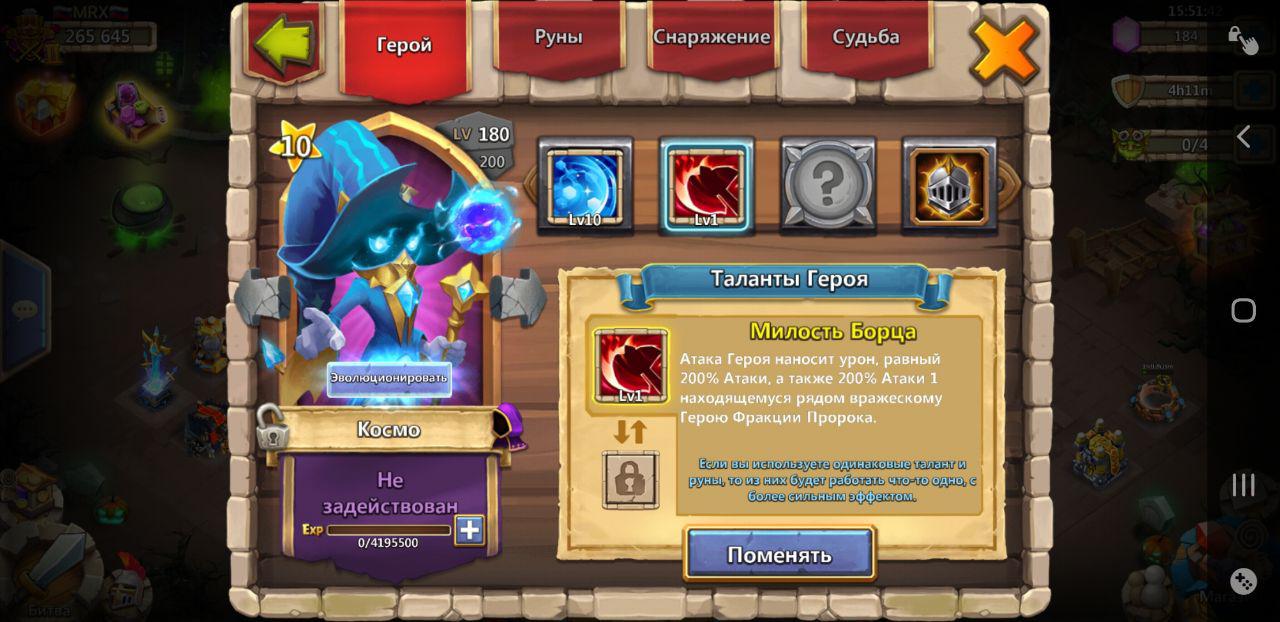 MRX
265 645
Герой
Руны
Снаряжение
Судьба
15:51:42
184
4h11m
0/4
10
LV 180
200
Lv10
Lv1
?
Таланты Героя
Милость Борца
Атака Героя наносит урон, равный
200% Атаки, а также 200% Атаки 1
находящемуся рядом вражескому
Герою Фракции Пророка.
Lv1
Эволюционировать
Космо
Если вы используете одинаковые талант и
руны, то из них будет работать что-то одно, с
более сильным эффектом.
Не
задействован
Exp
0/4195500
Поменять
Битва